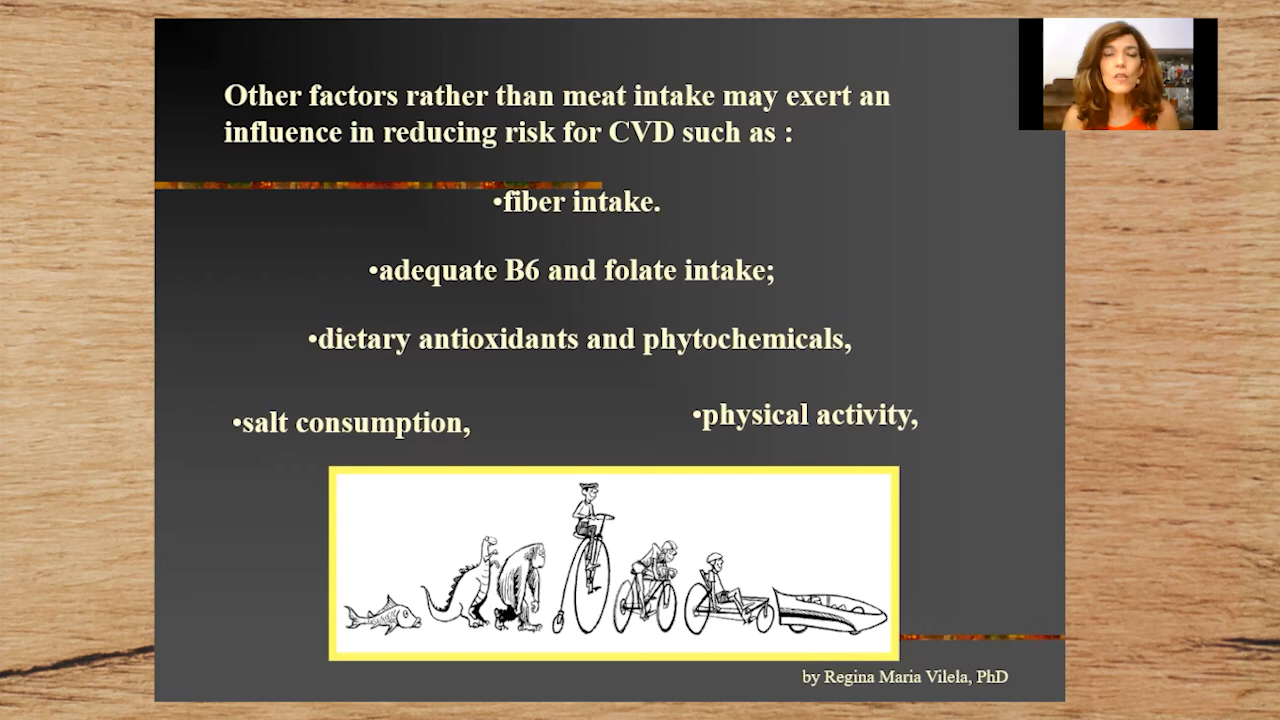 Other factors rather than meat intake may exert an
influence in reducing risk for CVD such as :
•fiber intake.
•adequate B6 and folate intake;
•dietary antioxidants and phytochemicals,
•salt consumption,
•physical activity,
by Regina Maria Vilela, PhD